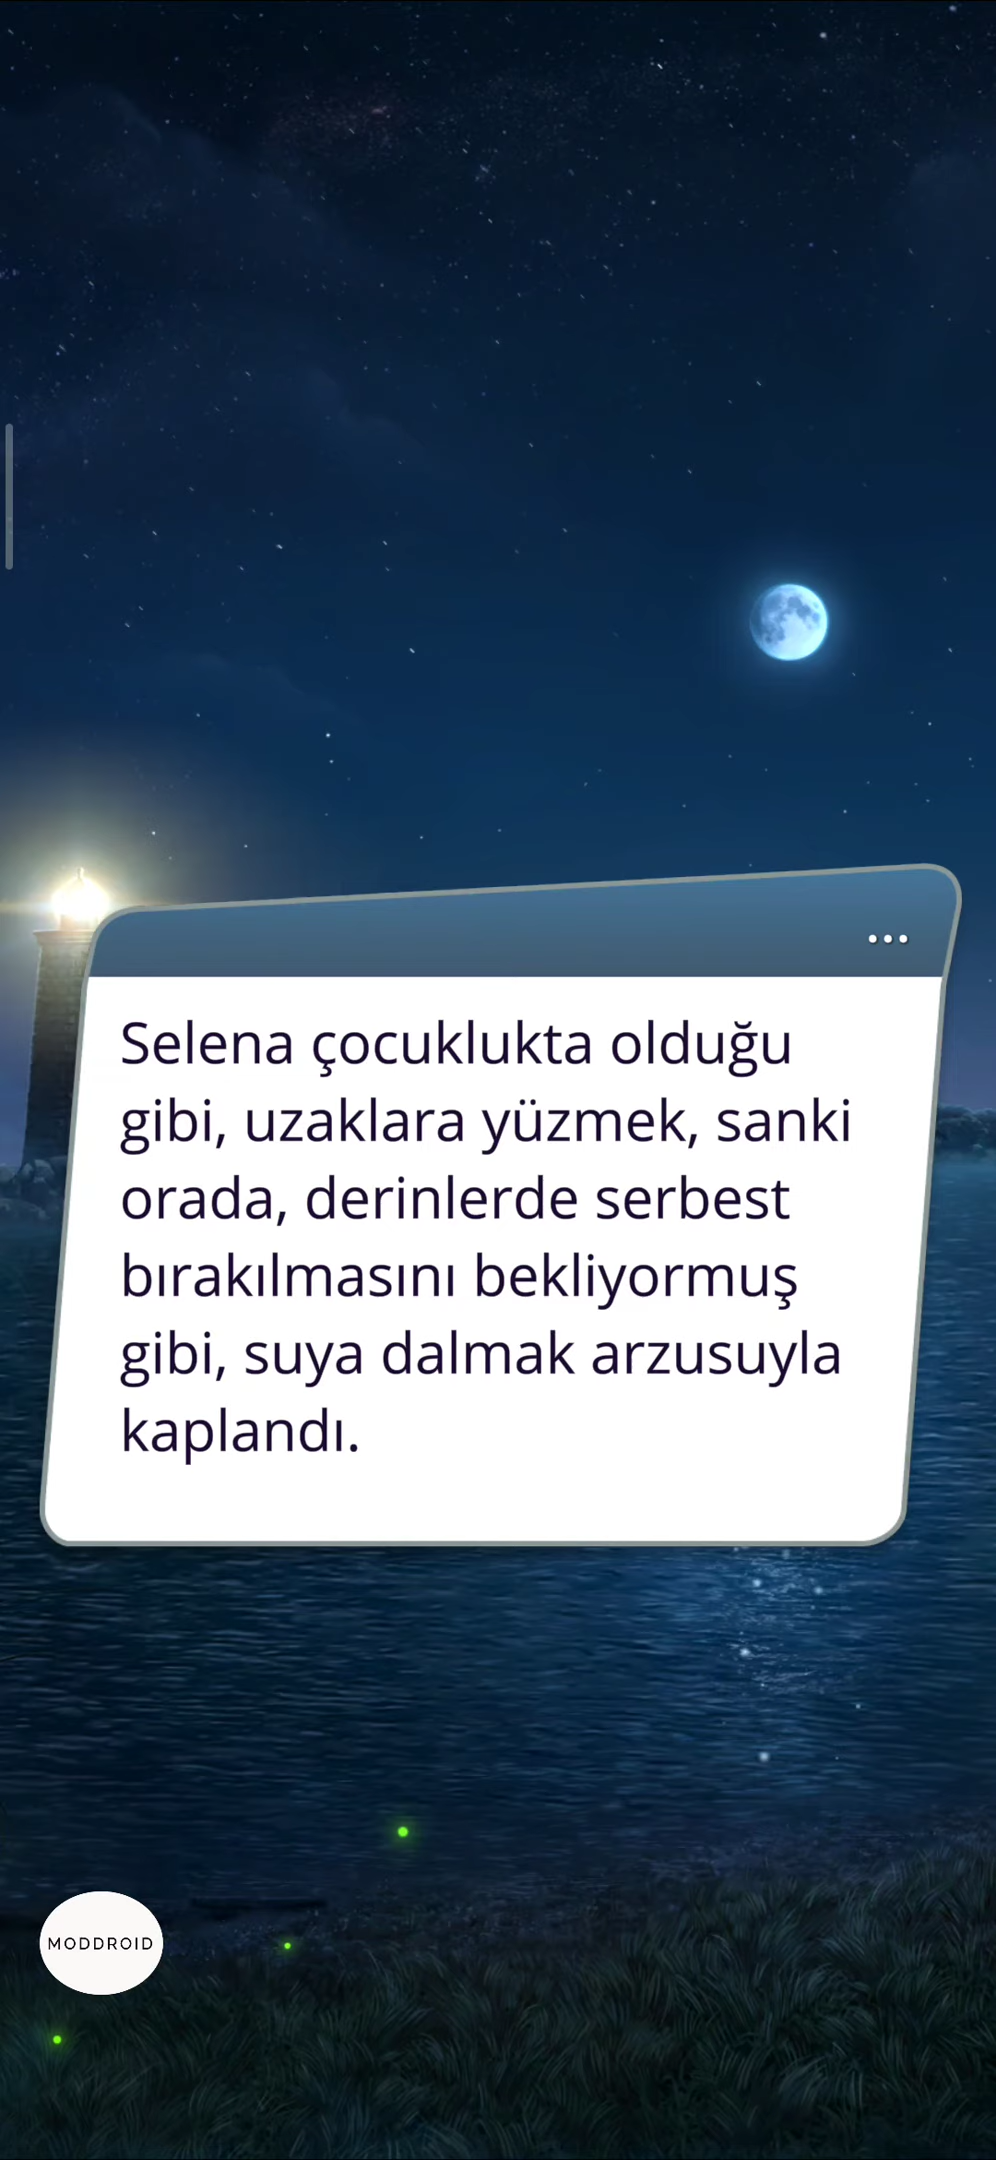 Selena çocuklukta olduğu
gibi, uzaklara yüzmek, sanki
orada, derinlerde serbest
bırakılmasını bekliyormuş
gibi, suya dalmak arzusuyla
kaplandı.
MODDROID